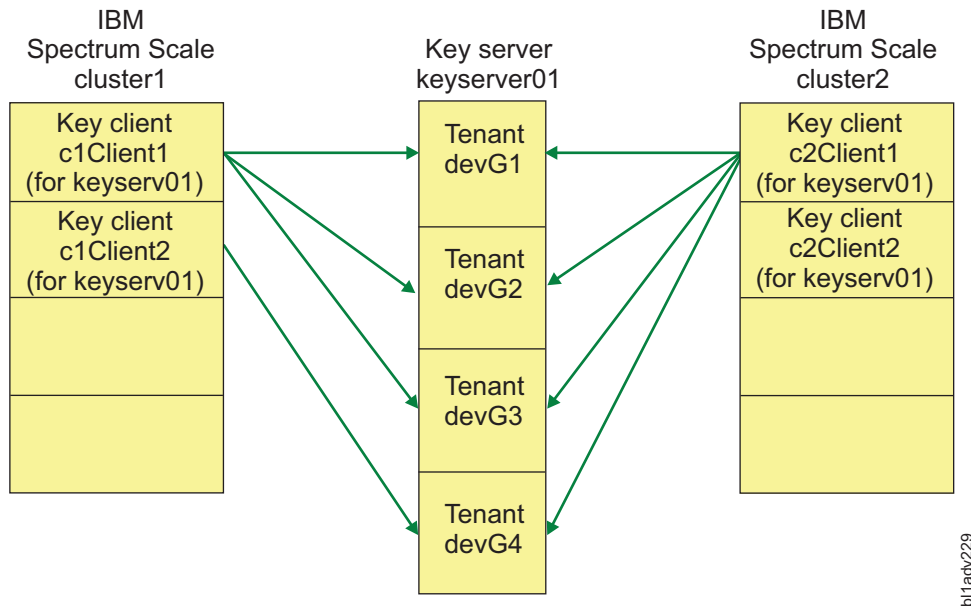 IBM
Spectrum Scale
cluster1
Key server
keyserver01
IBM
Spectrum Scale
cluster2
Key client
c1Client1
(for keyserv01)
Key client
c1Client2
(for keyserv01)
Tenant
devG1
Tenant
devG2
Tenant
devG3
Tenant
devG4
Key client
c2Client1
(for keyserv01)
Key client
c2Client2
(for keyserv01)
bl1adv229